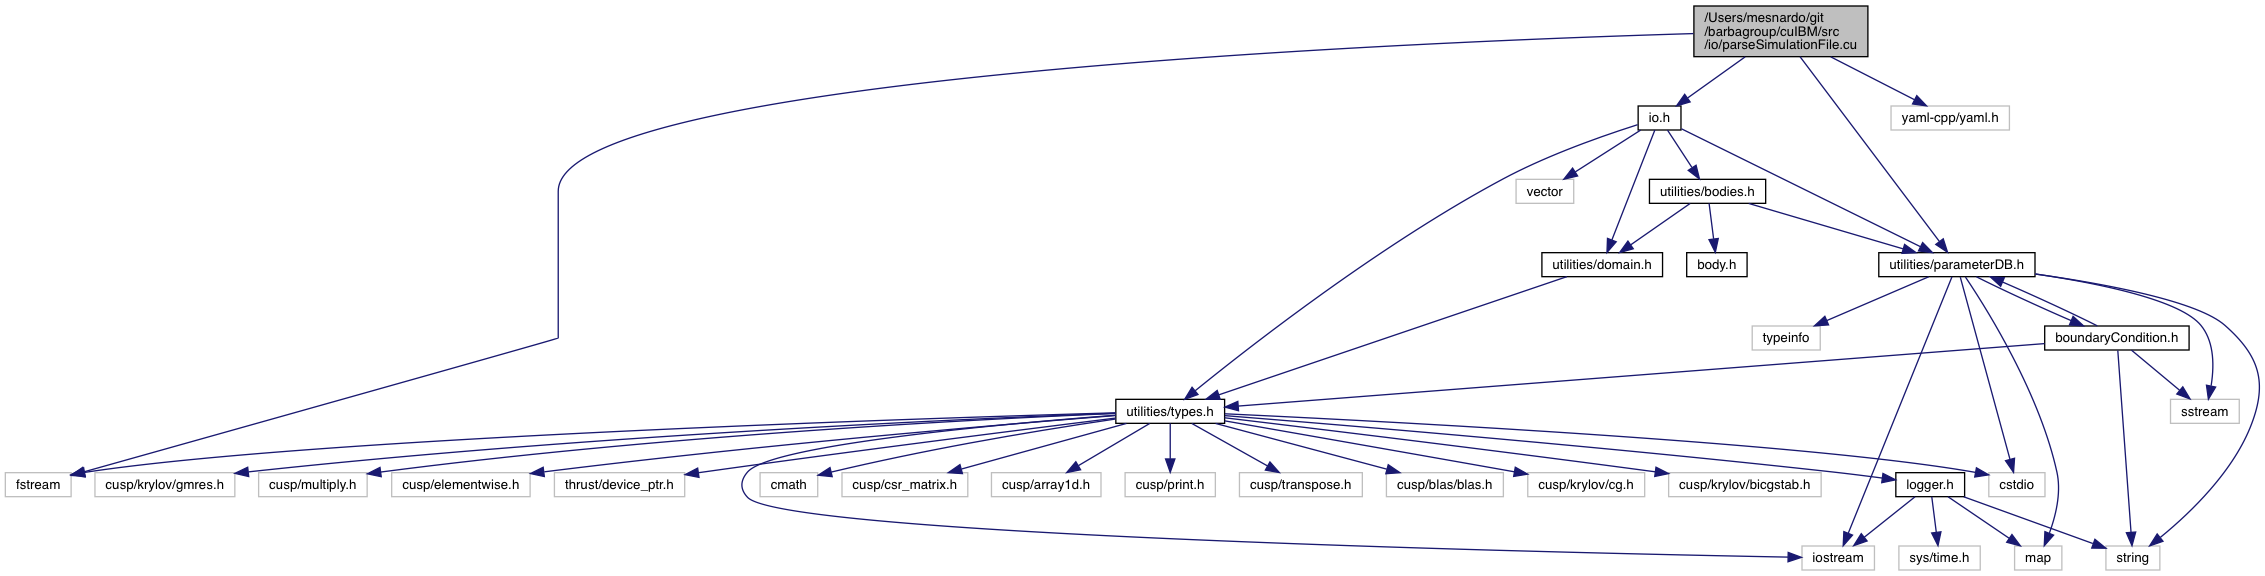 /Users/mesnardo/git
/barbagroup/cuIBM/src
/io/parseSimulationFile.cu
io.h
yaml-cpp/yaml.h
vector
utilities/bodies.h
utilities/domain.h
body.h
utilities/parameterDB.h
typeinfo
boundaryCondition.h
utilities/types.h
sstream
fstream
cusp/krylov/gmres.h
cusp/multiply.h
cusp/elementwise.h
thrust/device_ptr.h
cmath
cusp/csr_matrix.h
cusp/array1d.h
cusp/print.h
cusp/transpose.h
cusp/blas/blas.h
cusp/krylov/cg.h
cusp/krylov/bicgstab.h
logger.h
cstdio
iostream
sys/time.h
map
string